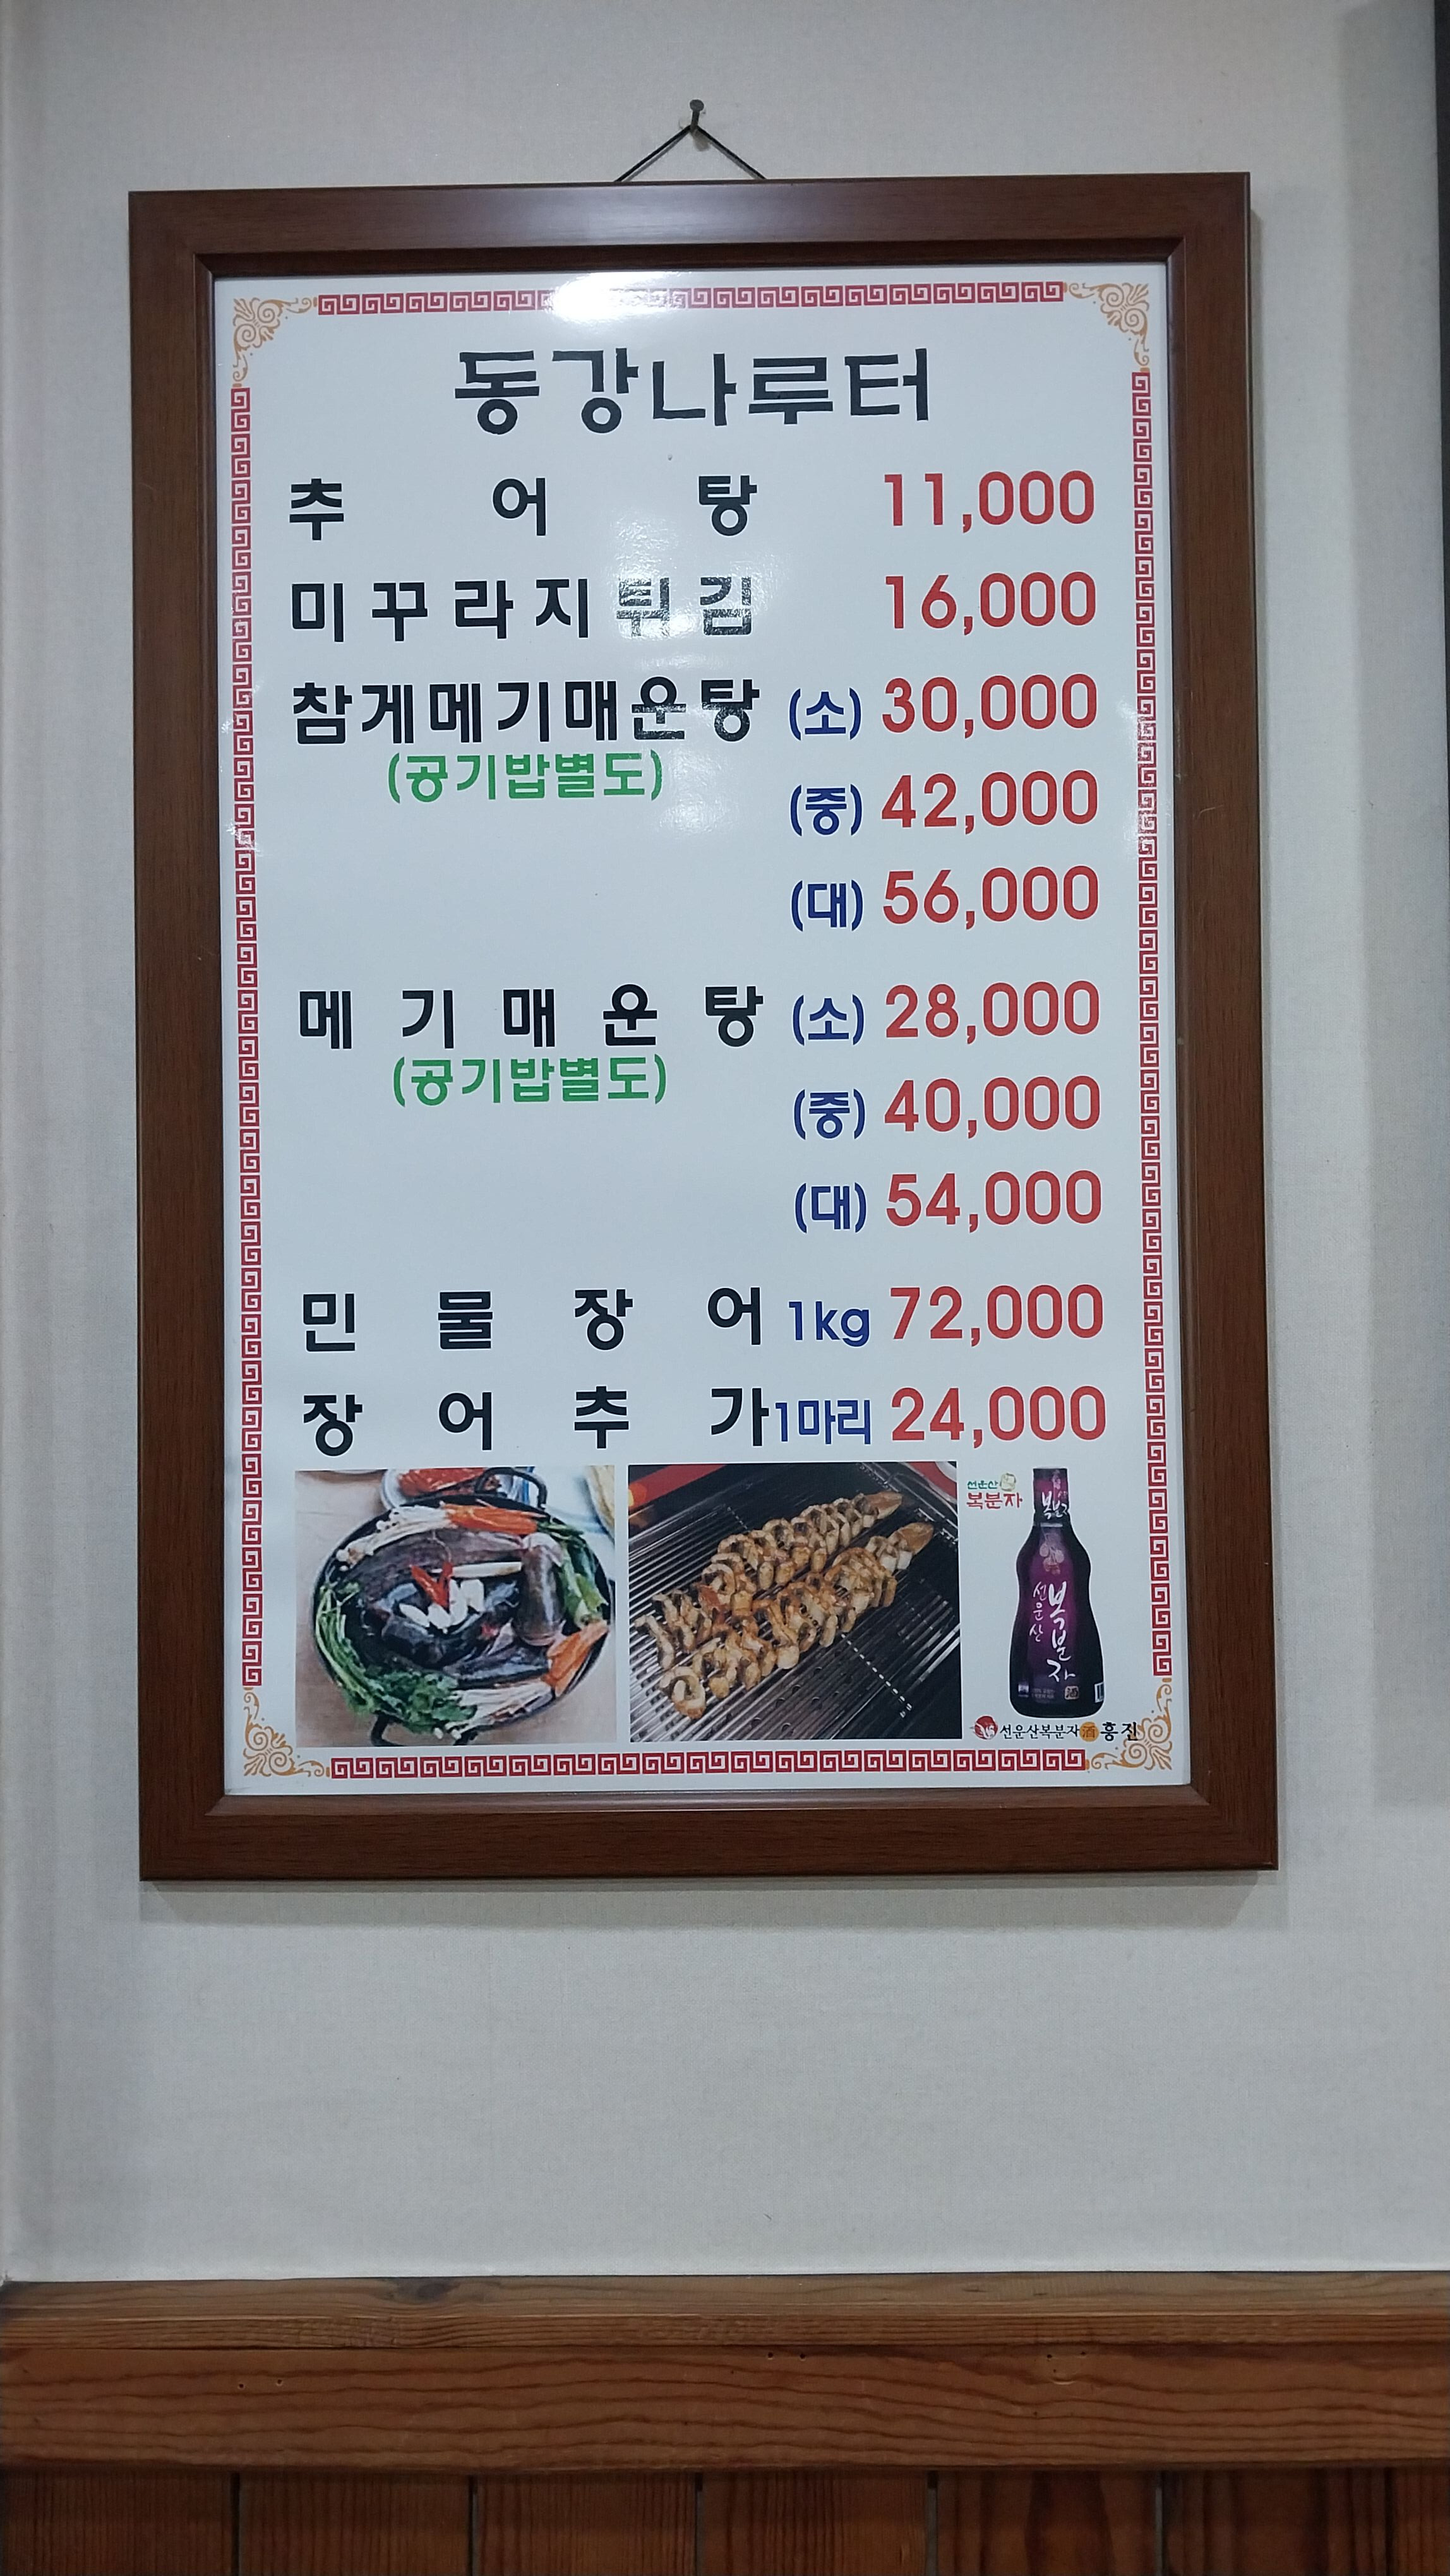 동강나루터
추어탕 11,000
미꾸라지튀김 16,000
참게메기매운탕 (소) 30,000
(공기밥별도)
(중) 42,000
(대) 56,000
메기매운탕 (소) 28,000
(공기밥별도)
(중) 40,000
(대) 54,000
민물장어 1kg 72,000
장어추가 1마리 24,000
선운산
복분자
복분자
선운산
복분자
선운산복분자酒흥진